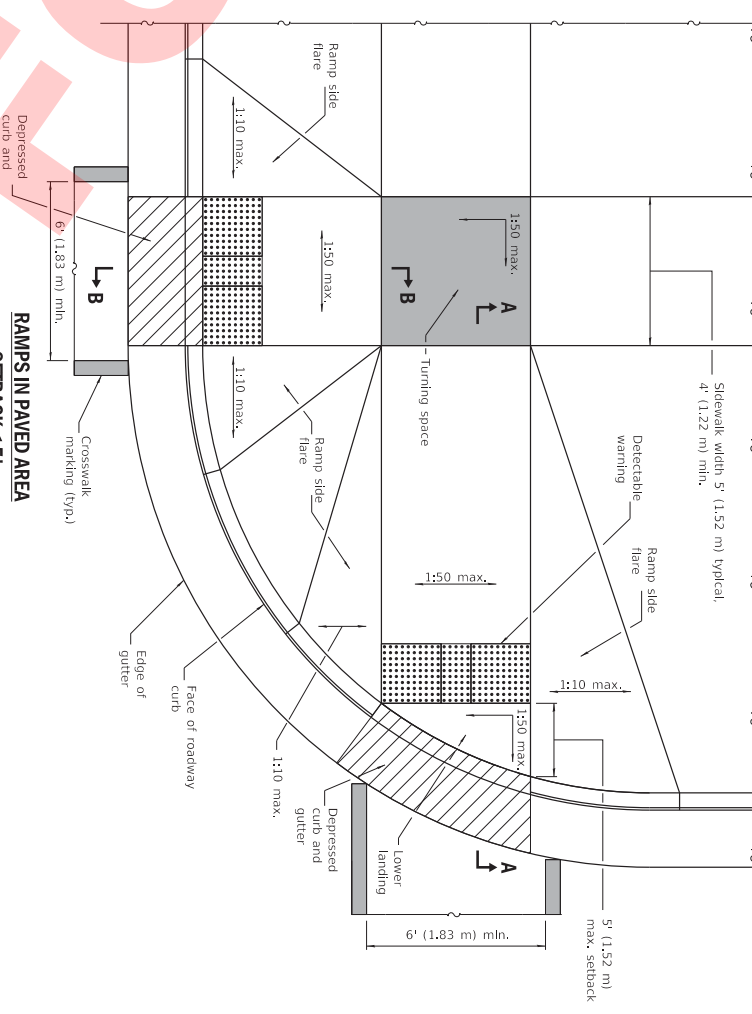 Ramp side
flare
1:10 max.
1:50 max.
1:50 max.
A
B
Turning space
Sidewalk width 5' (1.52 m) typical,
4' (1.22 m) min.
Depressed
curb and
6' (1.83 m) min.
B
1:10 max.
Ramp side
flare
Detectable
warning
Ramp side
flare
1:50 max.
1:10 max.
Crosswalk
marking (typ.)
Edge of
gutter
Face of roadway
curb
1:10 max.
Depressed
curb and
gutter
Lower
landing
1:50 max.
A
5' (1.52 m)
max. setback
6' (1.83 m) min.
RAMPS IN PAVED AREA